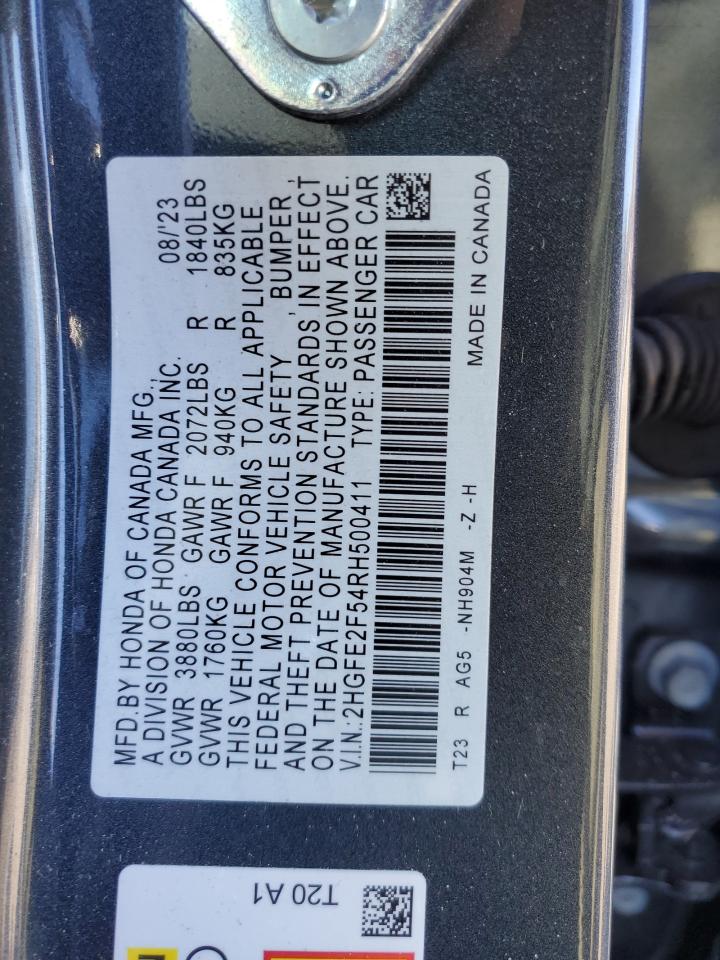 MFD.BY HONDA OF CANADA MFG.,
A DIVISION OF HONDA CANADA INC. 08/'23
GVWR 3880LBS GAWR F 2072LBS R 1840LBS
GVWR 1760KG GAWR F 940KG R 835KG
THIS VEHICLE CONFORMS TO ALL APPLICABLE
FEDERAL MOTOR VEHICLE SAFETY , BUMPER ,
AND THEFT PREVENTION STANDARDS IN EFFECT
ON THE DATE OF MANUFACTURE SHOWN ABOVE.
V.I.N.:2HGFE2F54RH500411 TYPE: PASSENGER CAR
T23 R AG5 -NH904M -Z -H MADE IN CANADA
T20 A1